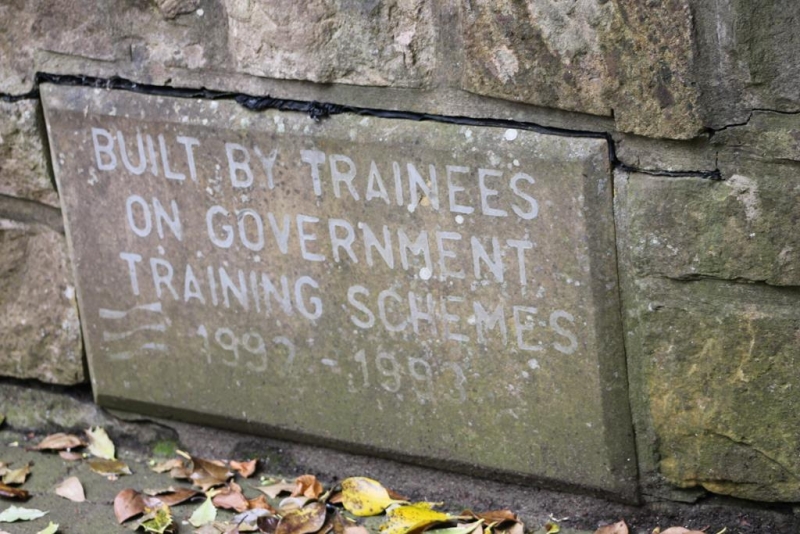 BUILT BY TRAINEES
ON GOVERNMENT
TRAINING SCHEMES
1992 - 1993